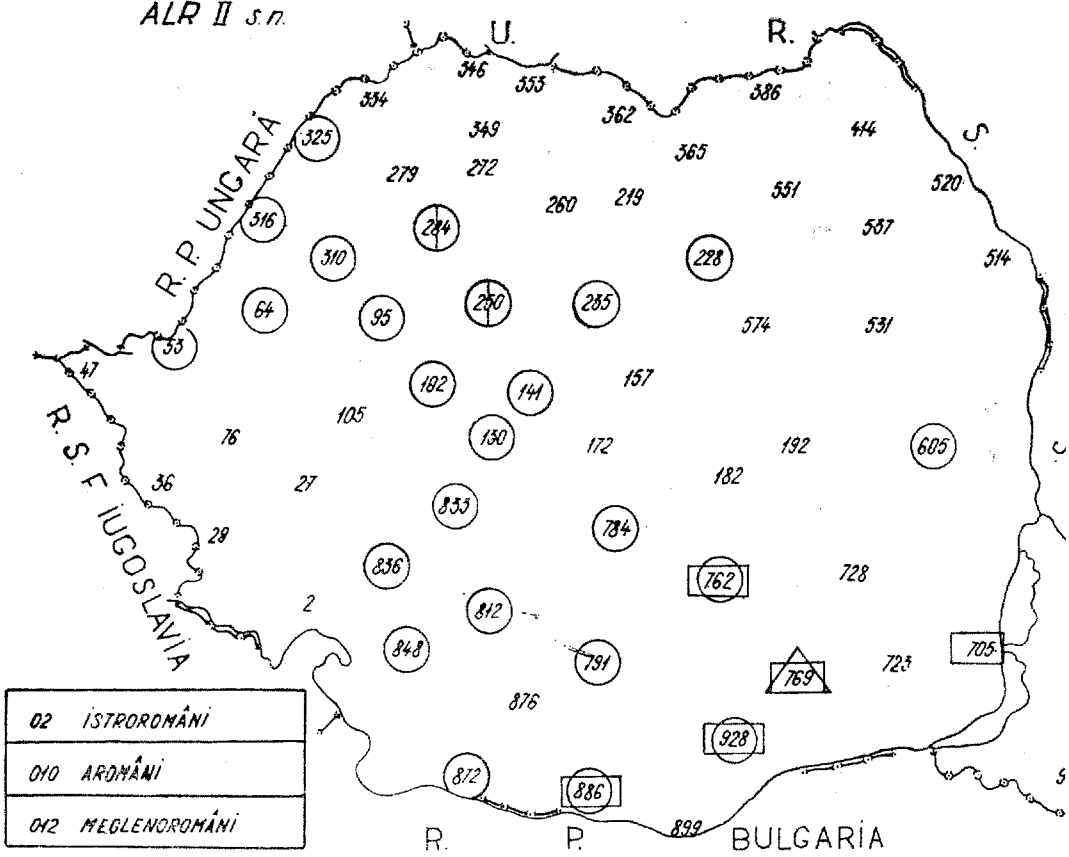 ALR II s.n.
U. R.
346 353 386
334 362
325 349 365 414 S.
279 272 551 520
260 219
316 284 537
R. P. UNGARĂ
310 228 514
64 95 250 235 574 531
53
47 182 141 157
105
76 130 172 192 605
R. S. F. IUGOSLAVIA
36 27 833 182
29 784
836 762 728
2 812
848 791 769 723 705
876
928
872 886
899
02 ISTROROMÂNI
010 AROMÂNI
012 MEGLENOROMÂNI
R. P. BULGARIA